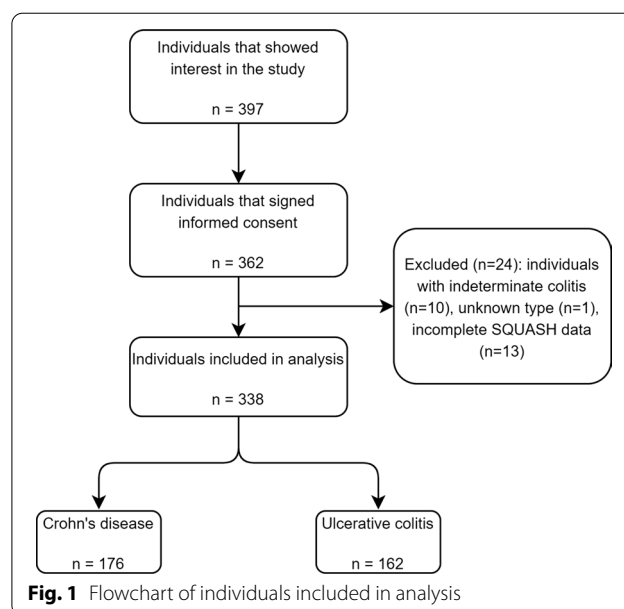 Individuals that showed
interest in the study
n = 397
Individuals that signed
informed consent
n = 362
Excluded (n=24): individuals
with indeterminate colitis
(n=10), unknown type (n=1),
incomplete SQUASH data
(n=13)
Individuals included in analysis
n = 338
Crohn's disease
n = 176
Ulcerative colitis
n = 162
Fig. 1 Flowchart of individuals included in analysis